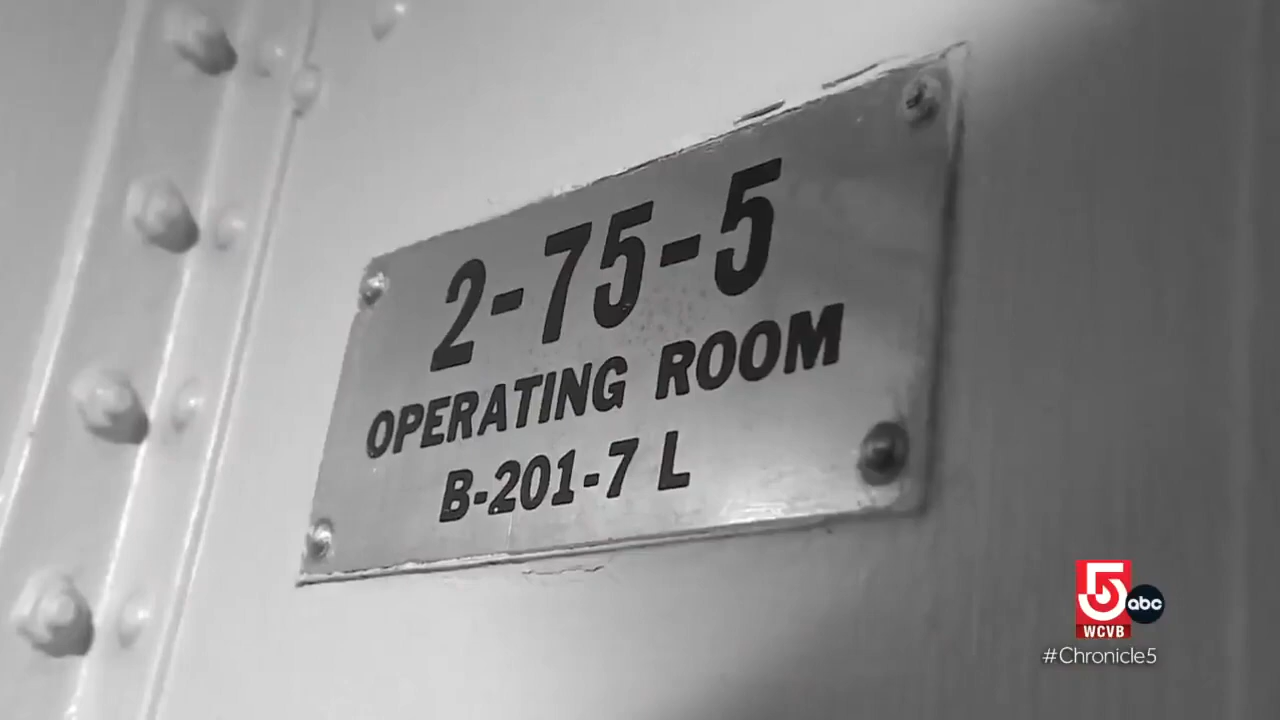 2-75-5
OPERATING ROOM
B-201-7 L
5 abc
WCVB
#Chronicle5